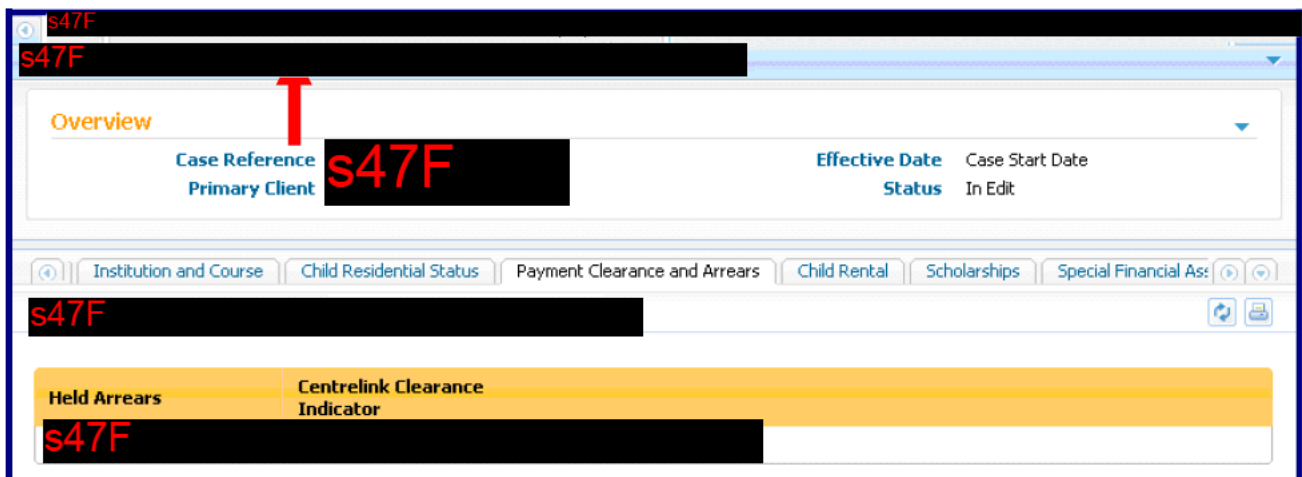 s47F
s47F
Overview
Case Reference s47F Effective Date Case Start Date
Primary Client Status In Edit
Institution and Course Child Residential Status Payment Clearance and Arrears Child Rental Scholarships Special Financial Ass
s47F
Held Arrears Centrelink Clearance
Indicator
s47F